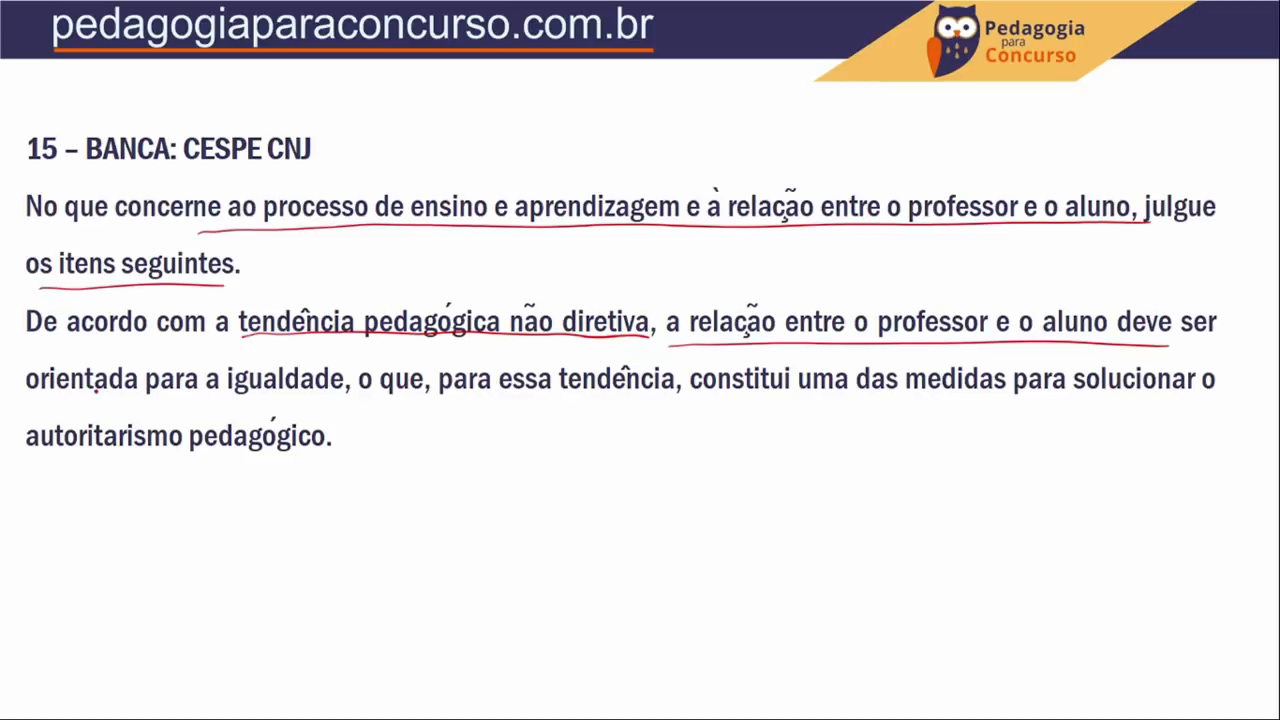 pedagogiaparaconcurso.com.br
Pedagogia
para
Concurso
15 – BANCA: CESPE CNJ
No que concerne ao processo de ensino e aprendizagem e à relação entre o professor e o aluno, julgue
os itens seguintes.
De acordo com a tendência pedagógica não diretiva, a relação entre o professor e o aluno deve ser
orientada para a igualdade, o que, para essa tendência, constitui uma das medidas para solucionar o
autoritarismo pedagógico.